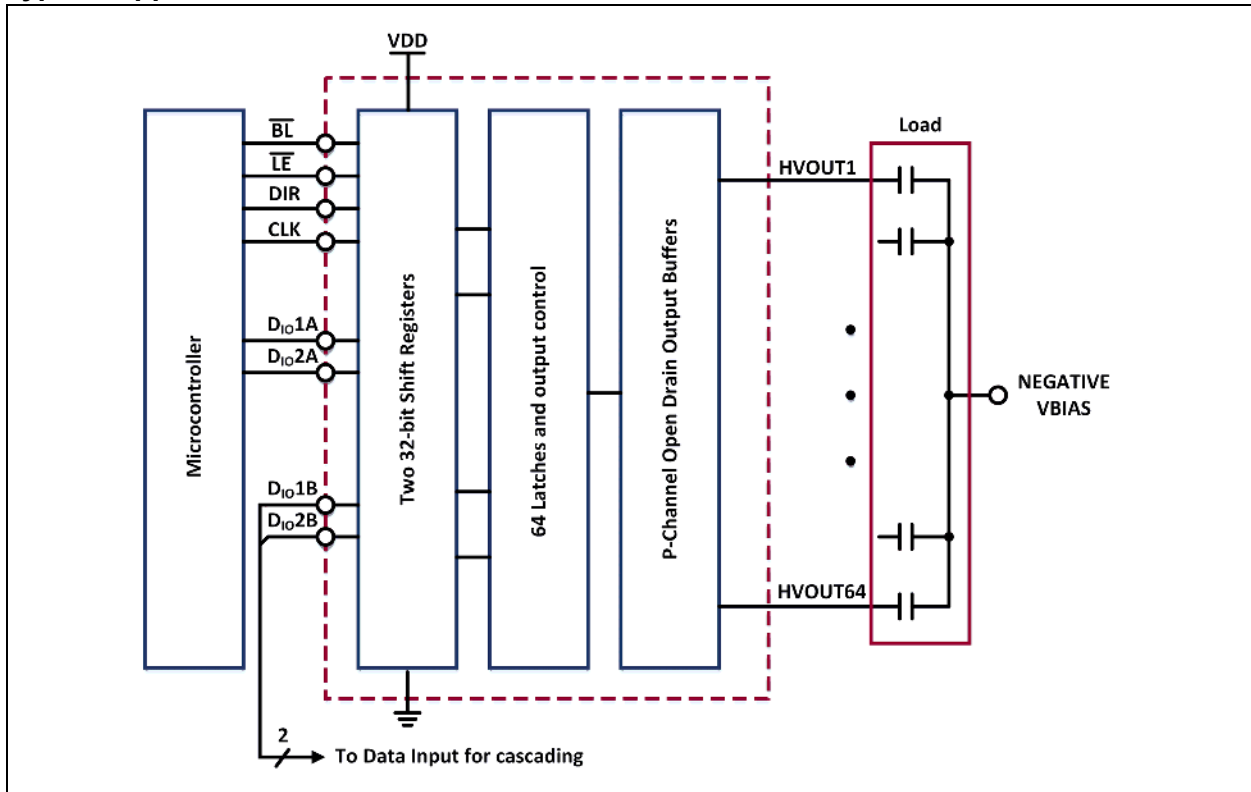 VDD
BL
LE
DIR
CLK
DIO1A
DIO2A
DIO1B
DIO2B
Microcontroller
Two 32-bit Shift Registers
64 Latches and output control
P-Channel Open Drain Output Buffers
HVOUT1
HVOUT64
Load
NEGATIVE
VBIAS
2
To Data Input for cascading